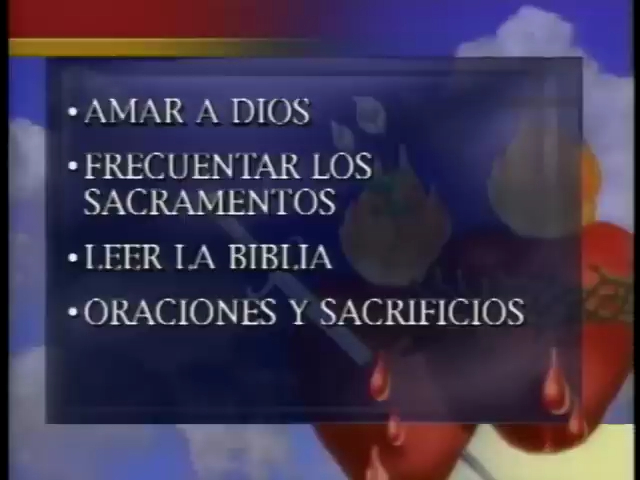 • AMAR A DIOS
• FRECUENTAR LOS
SACRAMENTOS
• LEER LA BIBLIA
• ORACIONES Y SACRIFICIOS